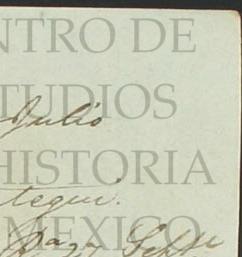 NTRO DE
TUDIOS
Julio
HISTORIA
tegui.
MEXICO